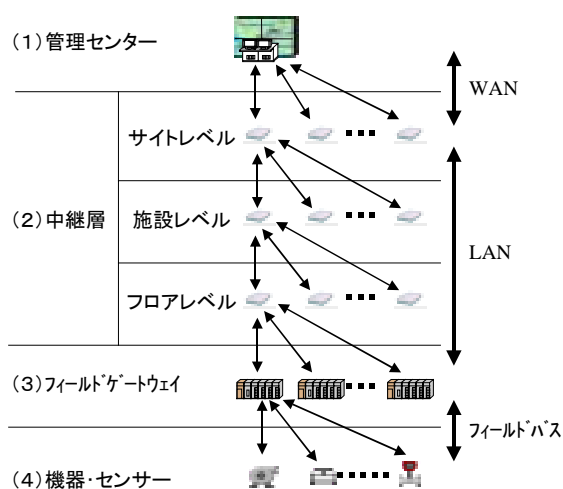 (1)管理センター
WAN
サイトレベル
(2)中継層
施設レベル
LAN
フロアレベル
(3)フィールドゲートウェイ
フィールドバス
(4)機器・センサー